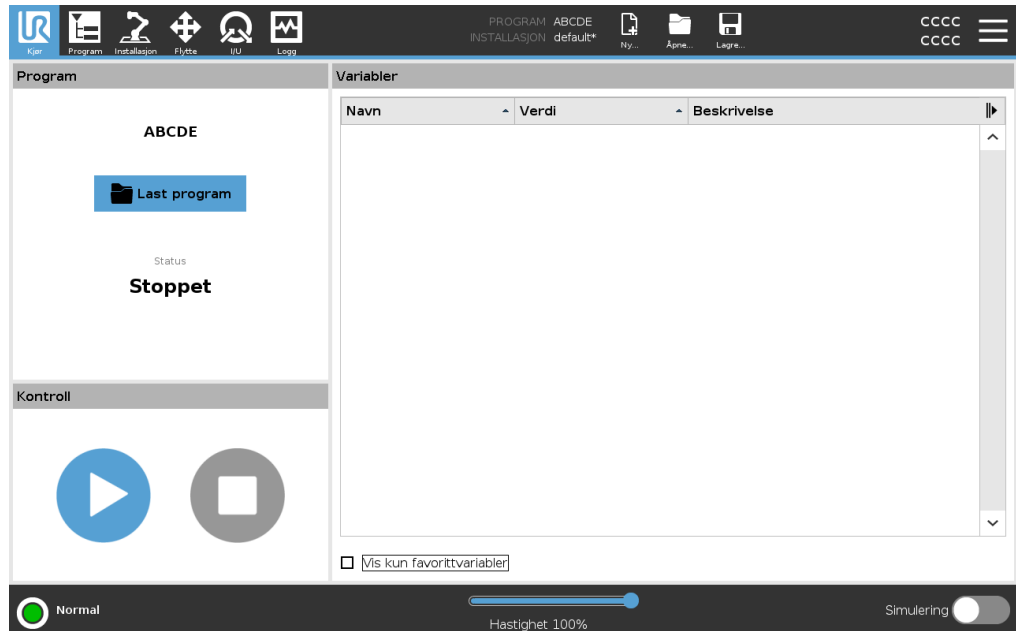 UR
Kjør
Program
Installasjon
Flytte
I/U
Logg
PROGRAM ABCDE
INSTALLASJON default*
Ny...
Åpne...
Lagre...
CCCC
CCCC
Program
ABCDE
Last program
Status
Stoppet
Kontroll
Variabler
Navn Verdi Beskrivelse
Vis kun favorittvariabler
Normal
Hastighet 100%
Simulering